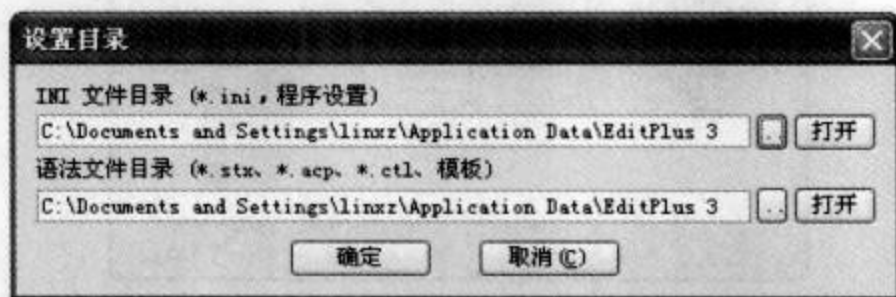 设置目录
INI 文件目录 (*.ini，程序设置)
C:\Documents and Settings\linxz\Application Data\EditPlus 3 .. 打开
语法文件目录 (*.stx、*.acp、*.ctl、模板)
C:\Documents and Settings\linxz\Application Data\EditPlus 3 .. 打开
确定 取消(C)